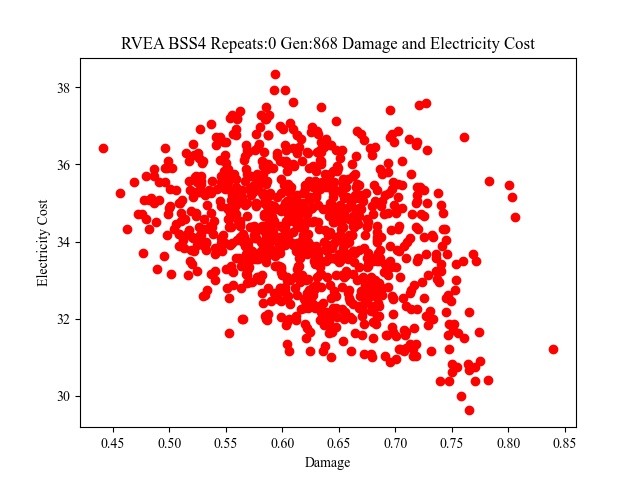 RVEA BSS4 Repeats:0 Gen:868 Damage and Electricity Cost
38
36
34
32
30
Electricity Cost
0.45 0.50 0.55 0.60 0.65 0.70 0.75 0.80 0.85
Damage